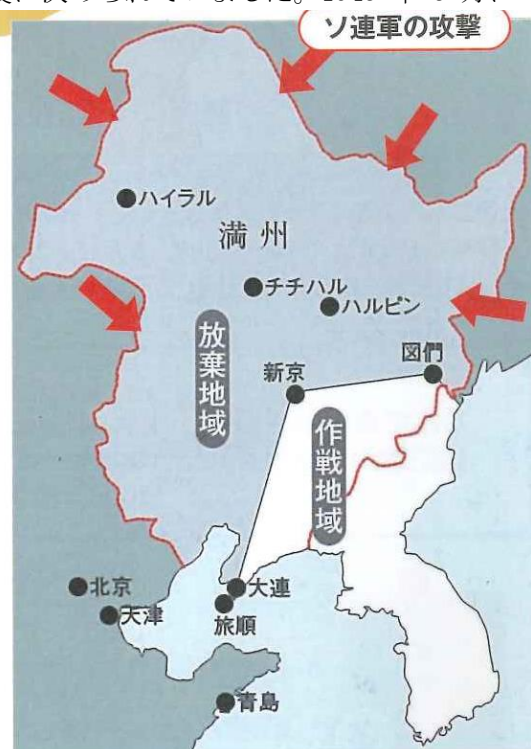 ソ連軍の攻撃
ハイラル
満州
チチハル
ハルピン
放棄地域
新京
図們
作戦地域
北京
天津
大連
旅順
青島